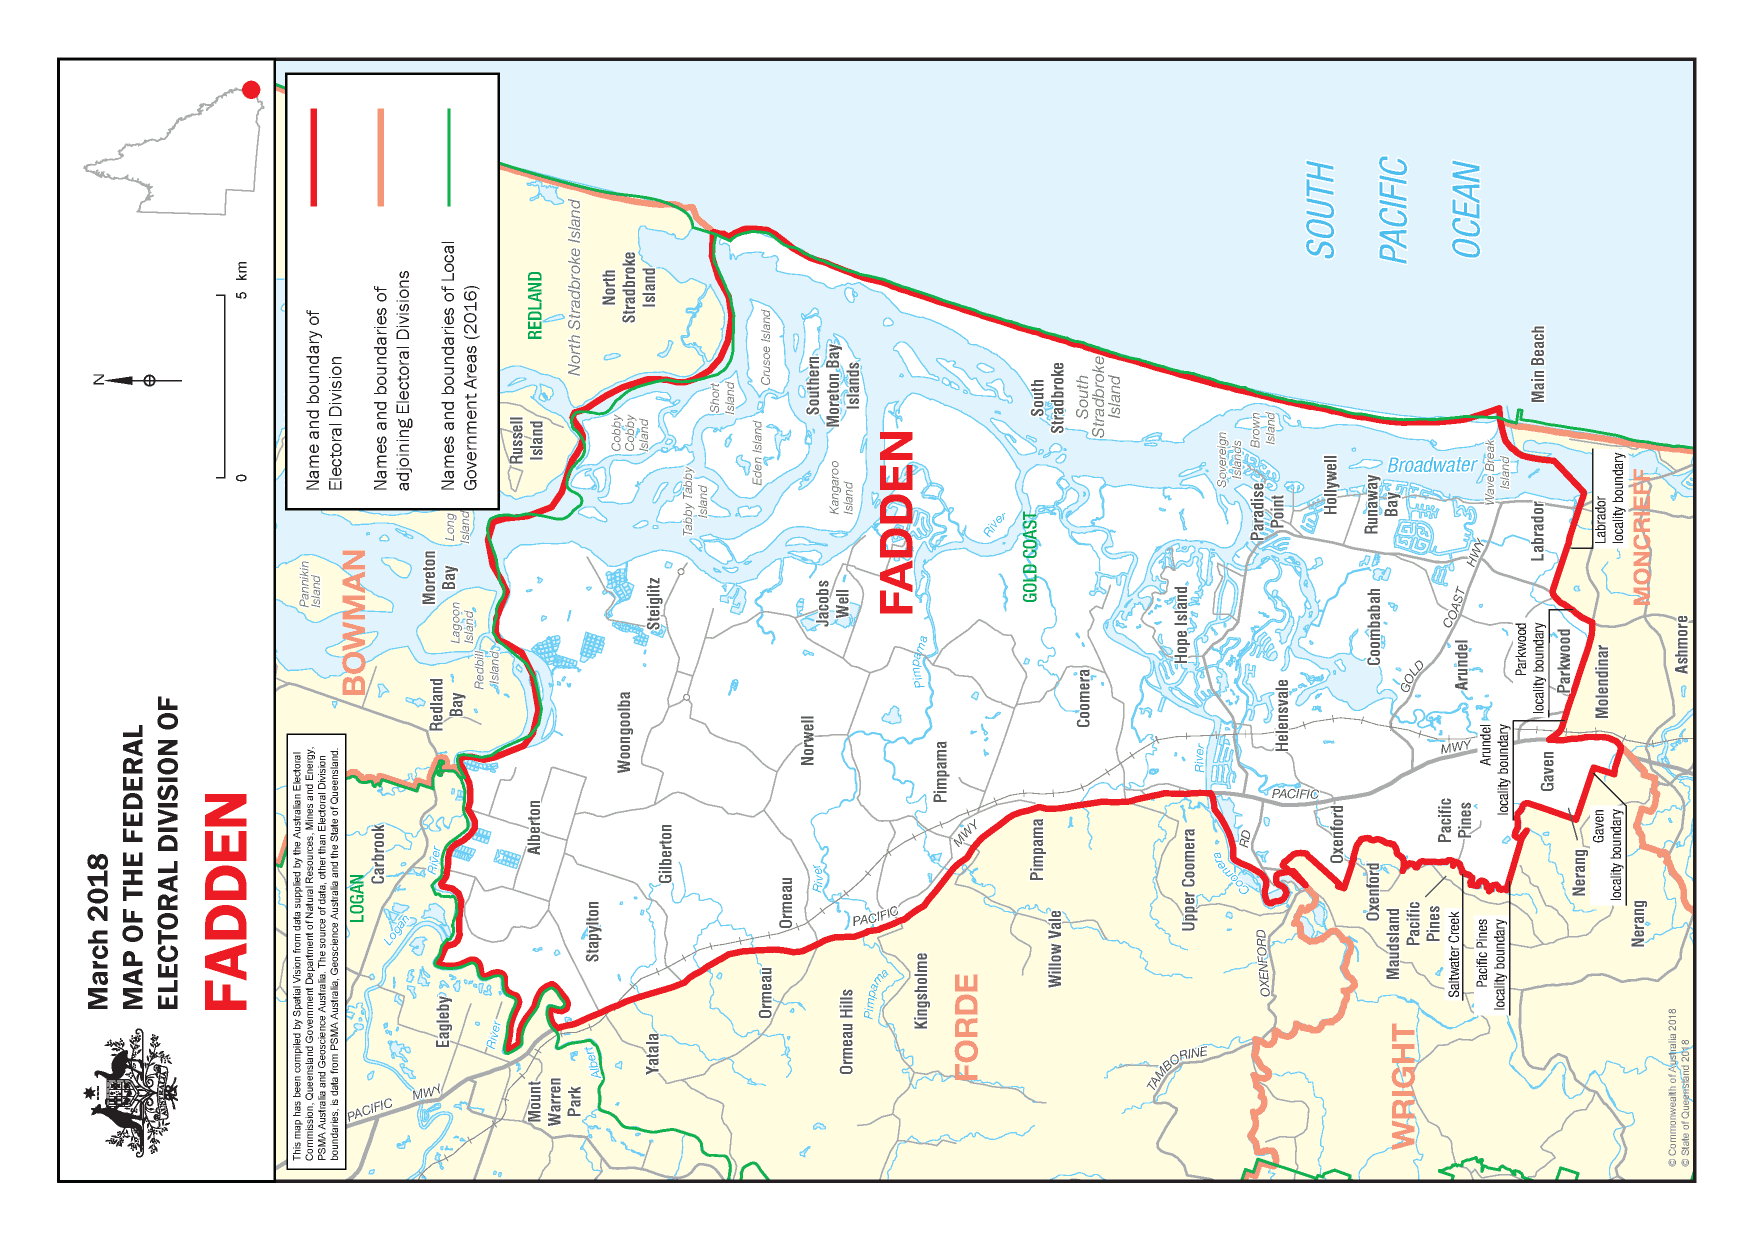 March 2018
MAP OF THE FEDERAL
ELECTORAL DIVISION OF
FADDEN
N
0
5 km
Name and boundary of
Electoral Division
Names and boundaries of
adjoining Electoral Divisions
Names and boundaries of Local
Government Areas (2016)
This map has been compiled by Spatial Vision from data supplied by the Australian Electoral
Commission, Queensland Government Department of Natural Resources, Mines and Energy,
PSMA Australia and Geoscience Australia. The source of data, other than Electoral Division
boundaries, is data from PSMA Australia, Geoscience Australia and the State of Queensland.
BOWMAN
Pannikin
Island
Long
Island
Moreton
Bay
Lagoon
Island
Redbill
Island
Redland
Bay
LOGAN
Carbrook
River
Logan
Eagleby
River
PACIFIC
MWY
Mount
Warren
Park
Albert
Yatala
Stapylton
Alberton
Gilberton
Woongoolba
Steiglitz
Russell
Island
REDLAND
North Stradbroke Island
North
Stradbroke
Island
Cobby
Cobby
Island
Short
Island
Crusoe Island
Eden Island
Tabby Tabby
Island
Southern
Moreton Bay
Islands
Kangaroo
Island
Jacobs
Well
Norwell
FADDEN
Pimpama
River
GOLD COAST
South
Stradbroke
South
Stradbroke
Island
Ormeau
River
PACIFIC
MWY
Ormeau
Ormeau Hills
Pimpama
Kingsholme
FORDE
Pimpama
Pimpama
Willow Vale
Coomera
Upper Coomera
River
Coomera
Hope Island
Helensvale
Sovereign
Islands
Brown
Island
Paradise
Point
Hollywell
Runaway
Bay
Broadwater
Wave Break
Island
Main Beach
SOUTH
PACIFIC
OCEAN
Coombabah
GOLD
COAST
HWY
Arundel
Labrador
Labrador
locality boundary
MONCRIEFF
Parkwood
locality boundary
Parkwood
Molendinar
Ashmore
Arundel
locality boundary
MWY
PACIFIC
Gaven
Gaven
locality boundary
Nerang
Nerang
RD
OXENFORD
TAMBORINE
Oxenford
Oxenford
Pacific
Pines
Maudsland
Pacific
Pines
Saltwater Creek
Pacific Pines
locality boundary
WRIGHT
© Commonwealth of Australia 2018
© State of Queensland 2018